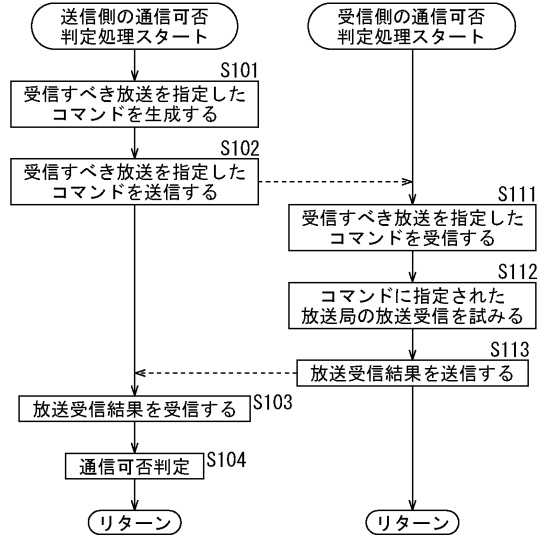 送信側の通信可否
判定処理スタート
受信側の通信可否
判定処理スタート
S101
受信すべき放送を指定した
コマンドを生成する
S102
受信すべき放送を指定した
コマンドを送信する
S111
受信すべき放送を指定した
コマンドを受信する
S112
コマンドに指定された
放送局の放送受信を試みる
S113
放送受信結果を送信する
放送受信結果を受信する
S103
通信可否判定
S104
リターン
リターン